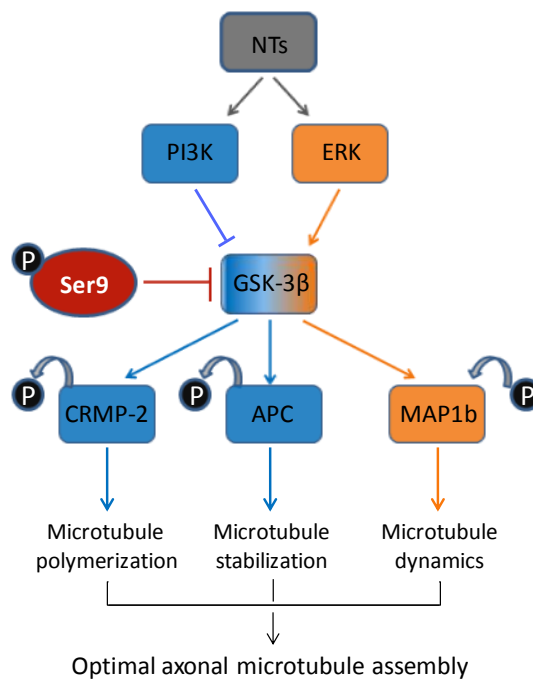 NTs
PI3K
ERK
P
Ser9
GSK-3β
P
P
P
CRMP-2
APC
MAP1b
Microtubule
polymerization
Microtubule
stabilization
Microtubule
dynamics
Optimal axonal microtubule assembly